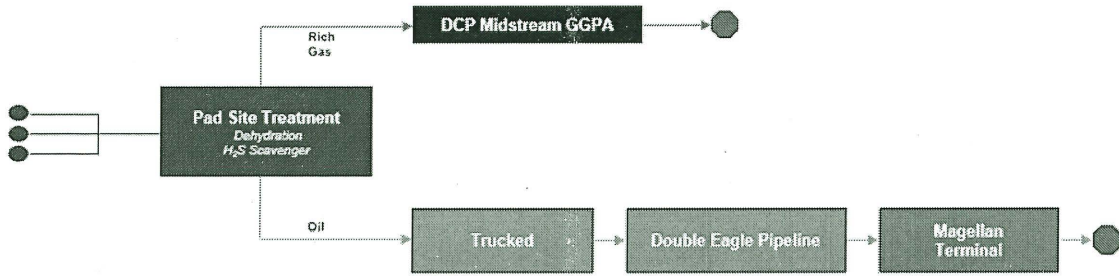 DCP Midstream GGPA
Rich
Gas
Pad Site Treatment
Dehydration
H₂S Scavenger
Oil
Trucked
Double Eagle Pipeline
Magellan
Terminal